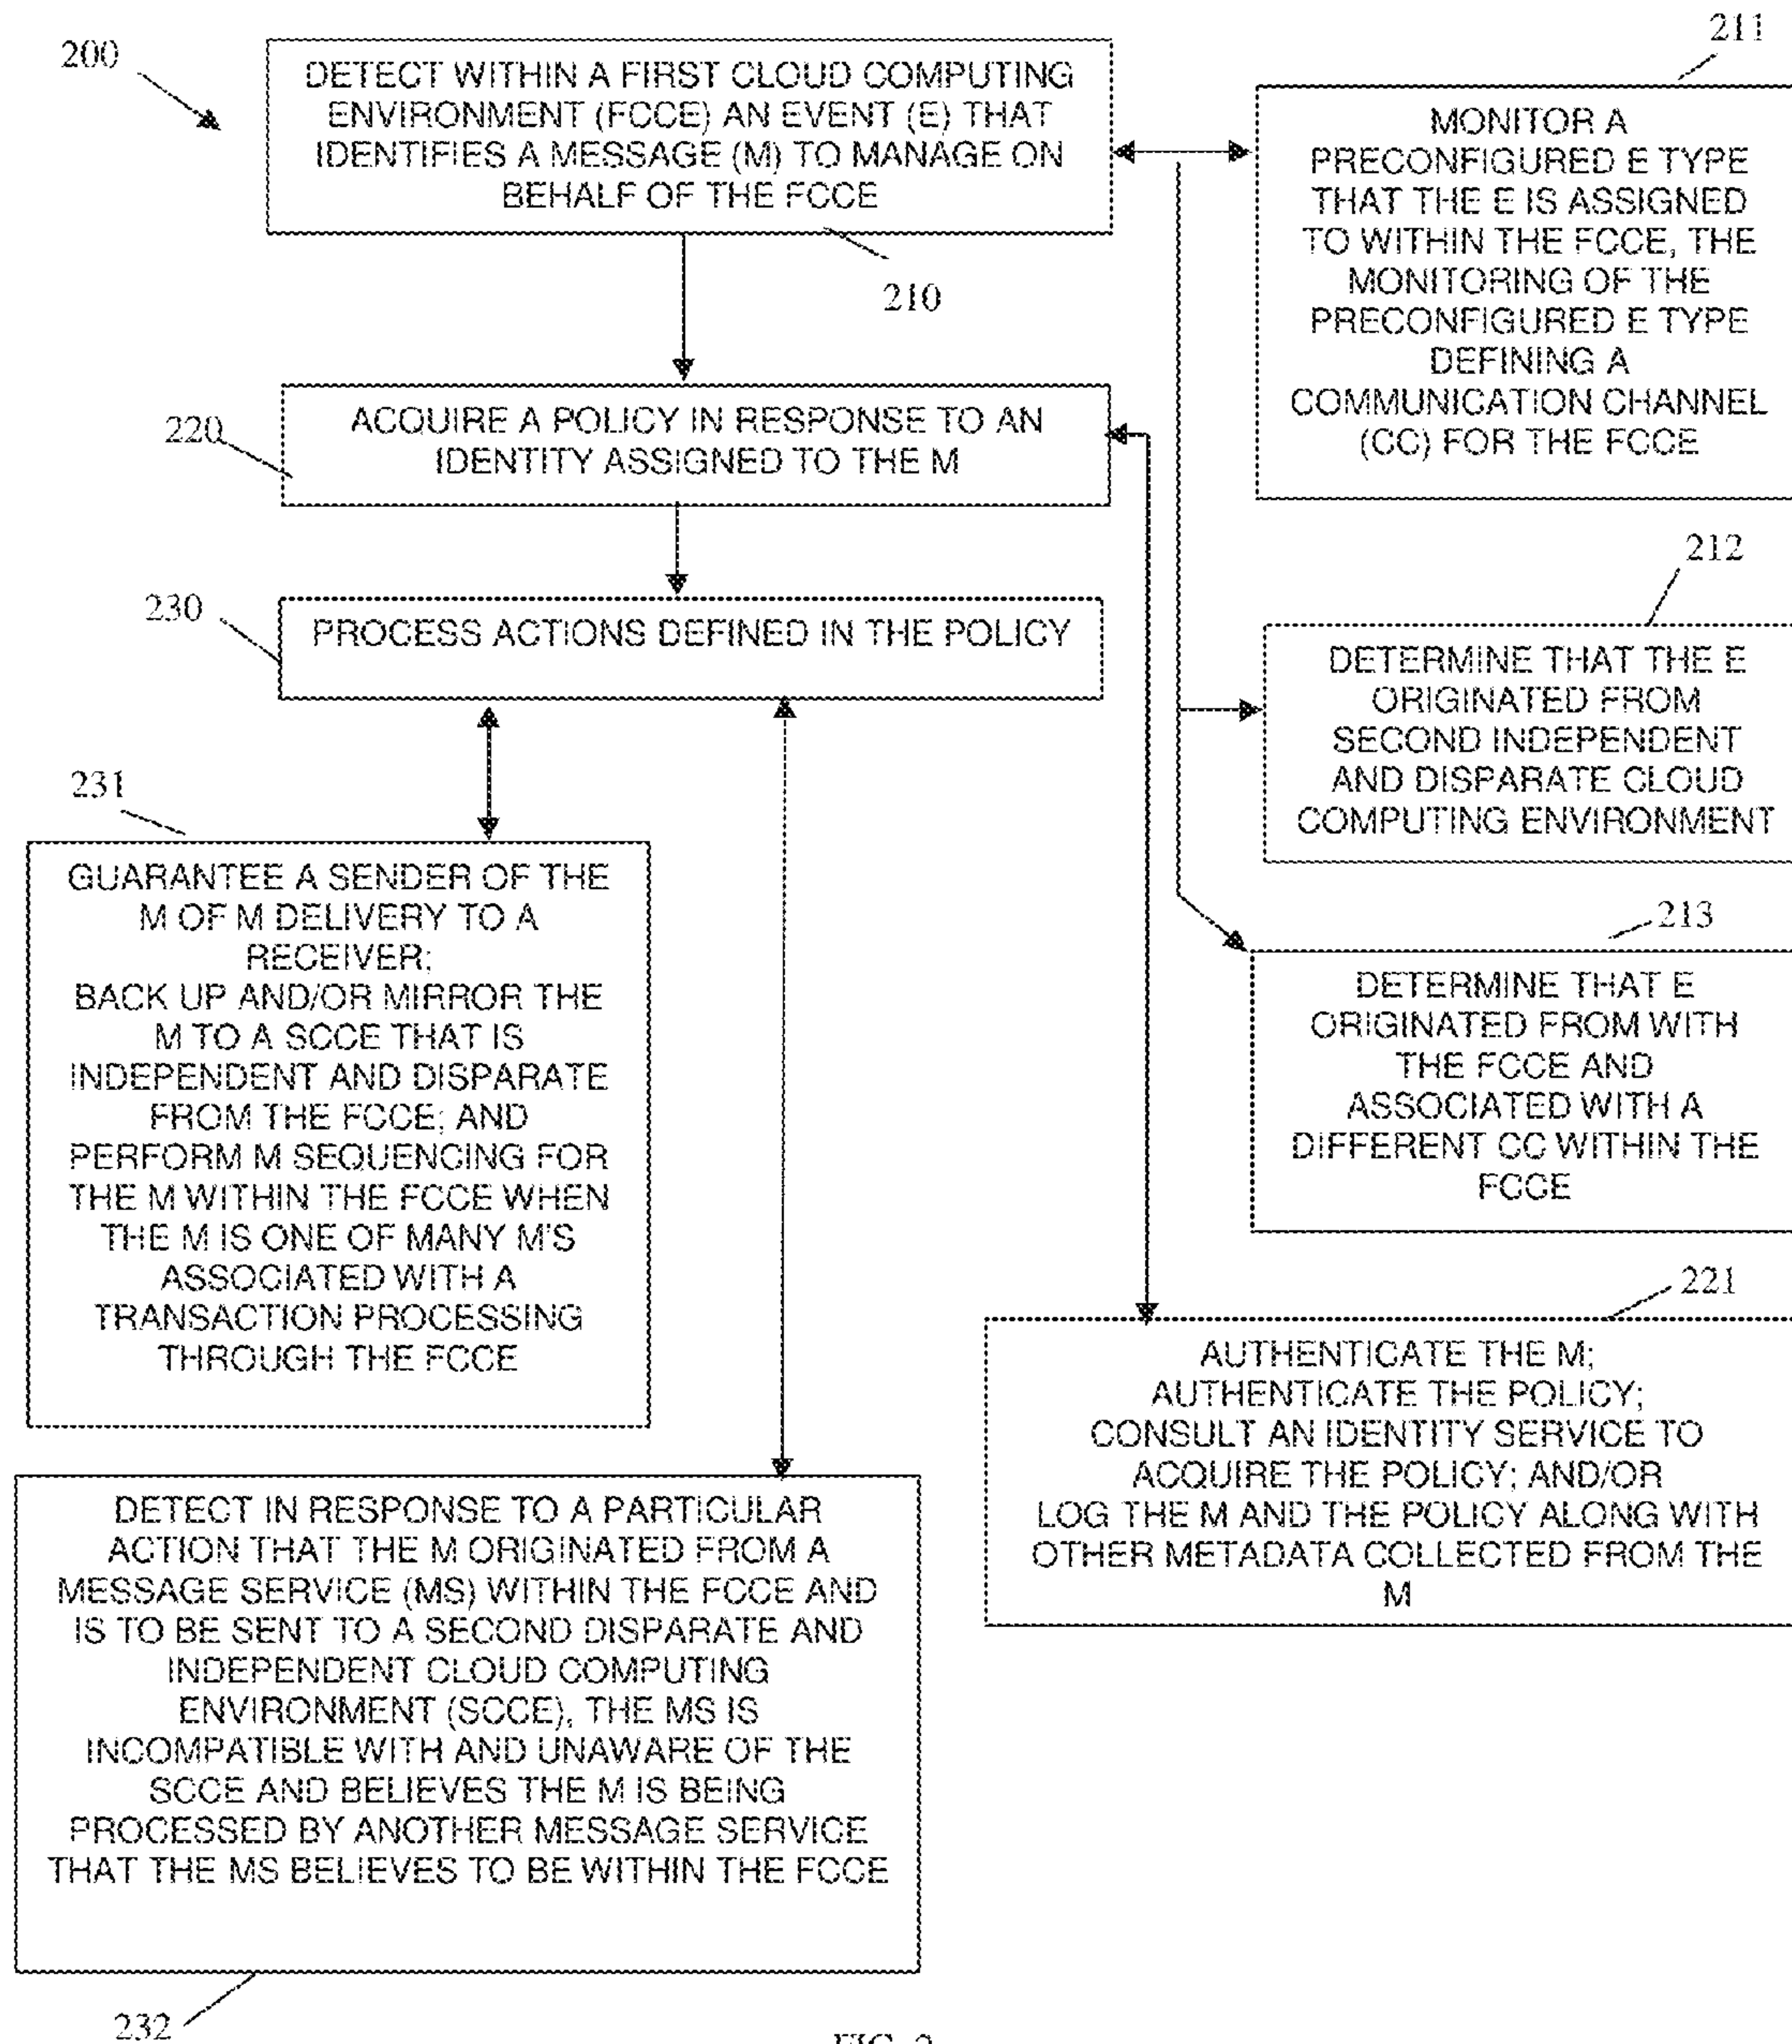 200
DETECT WITHIN A FIRST CLOUD COMPUTING
ENVIRONMENT (FCCE) AN EVENT (E) THAT
IDENTIFIES A MESSAGE (M) TO MANAGE ON
BEHALF OF THE FCCE
210
211
MONITOR A
PRECONFIGURED E TYPE
THAT THE E IS ASSIGNED
TO WITHIN THE FCCE, THE
MONITORING OF THE
PRECONFIGURED E TYPE
DEFINING A
COMMUNICATION CHANNEL
(CC) FOR THE FCCE
220
ACQUIRE A POLICY IN RESPONSE TO AN
IDENTITY ASSIGNED TO THE M
230
PROCESS ACTIONS DEFINED IN THE POLICY
212
DETERMINE THAT THE E
ORIGINATED FROM
SECOND INDEPENDENT
AND DISPARATE CLOUD
COMPUTING ENVIRONMENT
231
GUARANTEE A SENDER OF THE
M OF M DELIVERY TO A
RECEIVER;
BACK UP AND/OR MIRROR THE
M TO A SCCE THAT IS
INDEPENDENT AND DISPARATE
FROM THE FCCE; AND
PERFORM M SEQUENCING FOR
THE M WITHIN THE FCCE WHEN
THE M IS ONE OF MANY M'S
ASSOCIATED WITH A
TRANSACTION PROCESSING
THROUGH THE FCCE
213
DETERMINE THAT E
ORIGINATED FROM WITH
THE FCCE AND
ASSOCIATED WITH A
DIFFERENT CC WITHIN THE
FCCE
221
AUTHENTICATE THE M;
AUTHENTICATE THE POLICY;
CONSULT AN IDENTITY SERVICE TO
ACQUIRE THE POLICY; AND/OR
LOG THE M AND THE POLICY ALONG WITH
OTHER METADATA COLLECTED FROM THE
M
DETECT IN RESPONSE TO A PARTICULAR
ACTION THAT THE M ORIGINATED FROM A
MESSAGE SERVICE (MS) WITHIN THE FCCE AND
IS TO BE SENT TO A SECOND DISPARATE AND
INDEPENDENT CLOUD COMPUTING
ENVIRONMENT (SCCE), THE MS IS
INCOMPATIBLE WITH AND UNAWARE OF THE
SCCE AND BELIEVES THE M IS BEING
PROCESSED BY ANOTHER MESSAGE SERVICE
THAT THE MS BELIEVES TO BE WITHIN THE FCCE
232
FIG. 2